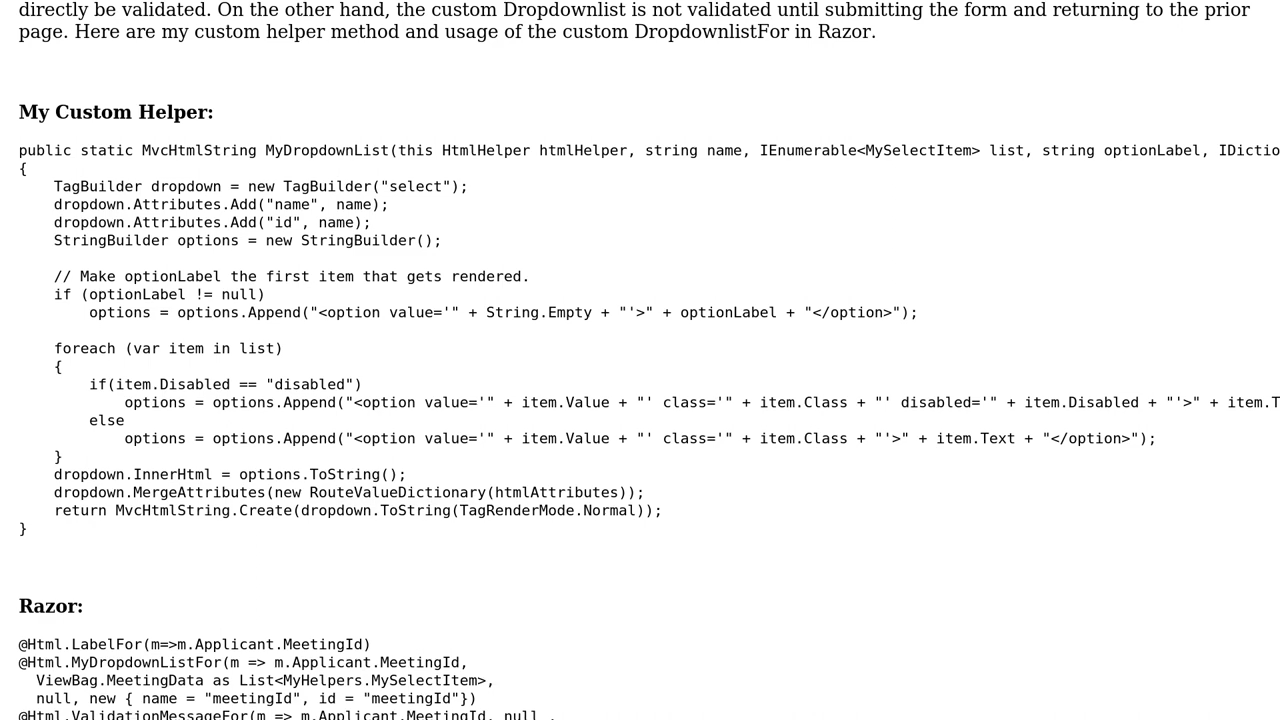 directly be validated. On the other hand, the custom Dropdownlist is not validated until submitting the form and returning to the prior
page. Here are my custom helper method and usage of the custom DropdownlistFor in Razor.
My Custom Helper:
public static MvcHtmlString MyDropdownList(this HtmlHelper htmlHelper, string name, IEnumerable<MySelectItem> list, string optionLabel, IDictio
{
    TagBuilder dropdown = new TagBuilder("select");
    dropdown.Attributes.Add("name", name);
    dropdown.Attributes.Add("id", name);
    StringBuilder options = new StringBuilder();
    // Make optionLabel the first item that gets rendered.
    if (optionLabel != null)
        options = options.Append("<option value='" + String.Empty + "'>" + optionLabel + "</option>");
    foreach (var item in list)
    {
        if(item.Disabled == "disabled")
            options = options.Append("<option value='" + item.Value + "' class='" + item.Class + "' disabled='" + item.Disabled + "'>" + item.T
        else
            options = options.Append("<option value='" + item.Value + "' class='" + item.Class + "'>" + item.Text + "</option>");
    }
    dropdown.InnerHtml = options.ToString();
    dropdown.MergeAttributes(new RouteValueDictionary(htmlAttributes));
    return MvcHtmlString.Create(dropdown.ToString(TagRenderMode.Normal));
}
Razor:
@Html.LabelFor(m=>m.Applicant.MeetingId)
@Html.MyDropdownListFor(m => m.Applicant.MeetingId,
  ViewBag.MeetingData as List<MyHelpers.MySelectItem>,
  null, new { name = "meetingId", id = "meetingId"})
@Html.ValidationMessageFor(m => m.Applicant.MeetingId, null ,